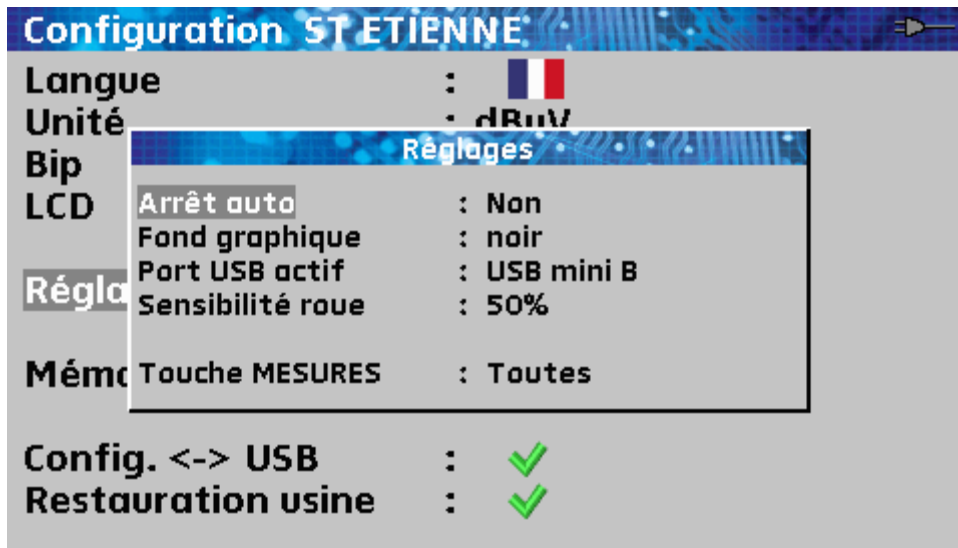 Configuration ST ETIENNE
Langue :
Unité : dBµV
Bip
LCD
Réglages
Arrêt auto : Non
Fond graphique : noir
Port USB actif : USB mini B
Sensibilité roue : 50%
Touche MESURES : Toutes
Config. <-> USB :
Restauration usine :